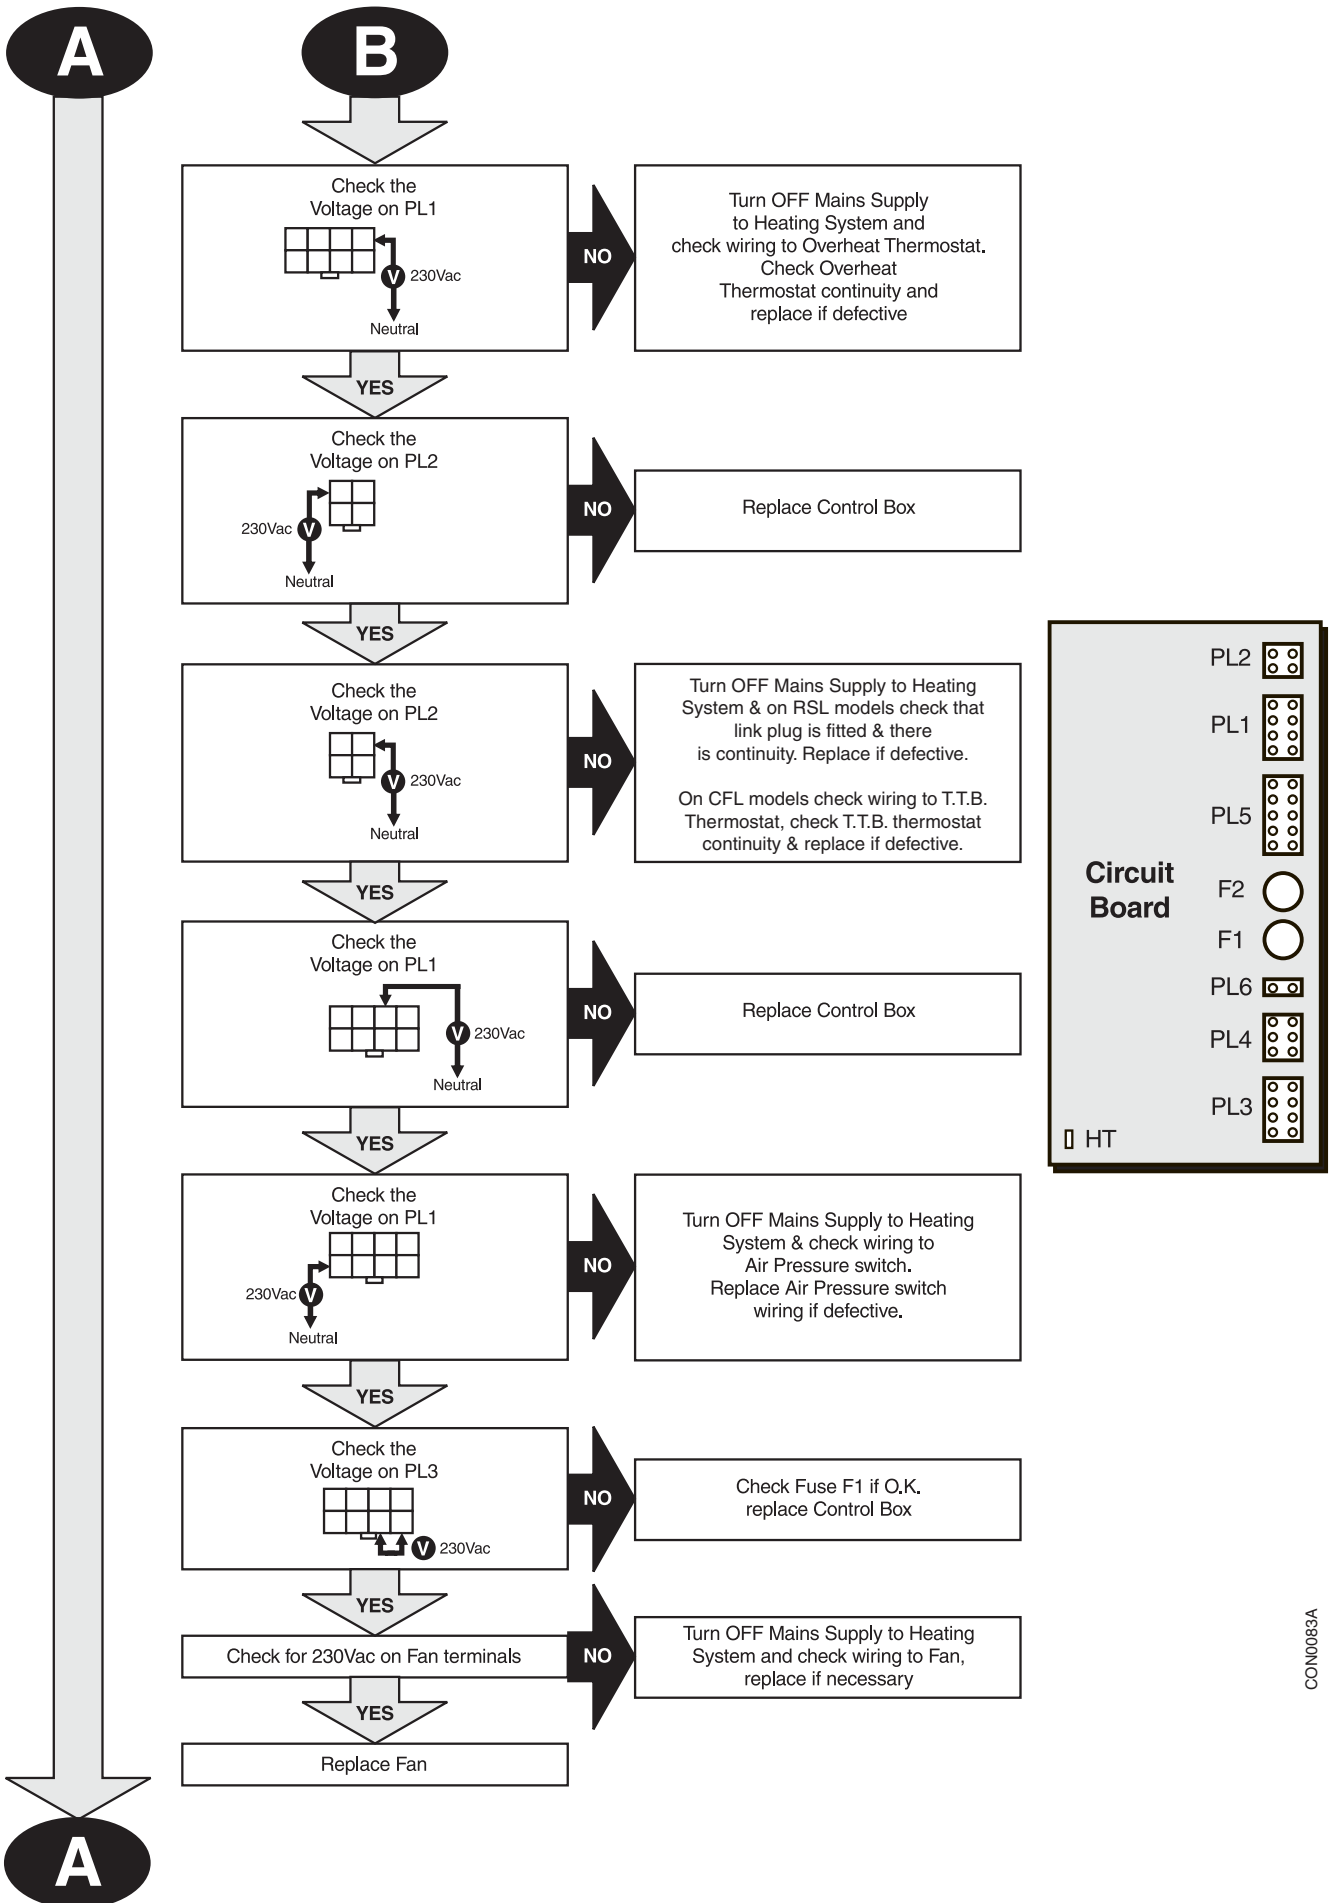 A
B
Check the
Voltage on PL1
V
230Vac
Neutral
NO
Turn OFF Mains Supply
to Heating System and
check wiring to Overheat Thermostat.
Check Overheat
Thermostat continuity and
replace if defective
YES
Check the
Voltage on PL2
230Vac
V
Neutral
NO
Replace Control Box
YES
Check the
Voltage on PL2
V
230Vac
Neutral
NO
Turn OFF Mains Supply to Heating
System & on RSL models check that
link plug is fitted & there
is continuity. Replace if defective.
On CFL models check wiring to T.T.B.
Thermostat, check T.T.B. thermostat
continuity & replace if defective.
YES
Check the
Voltage on PL1
V
230Vac
Neutral
NO
Replace Control Box
YES
Check the
Voltage on PL1
230Vac
V
Neutral
NO
Turn OFF Mains Supply to Heating
System & check wiring to
Air Pressure switch.
Replace Air Pressure switch
wiring if defective.
YES
Check the
Voltage on PL3
V
230Vac
NO
Check Fuse F1 if O.K.
replace Control Box
YES
Check for 230Vac on Fan terminals
NO
Turn OFF Mains Supply to Heating
System and check wiring to Fan,
replace if necessary
YES
Replace Fan
A
Circuit
Board
PL2
PL1
PL5
F2
F1
PL6
PL4
PL3
HT
CON0083A